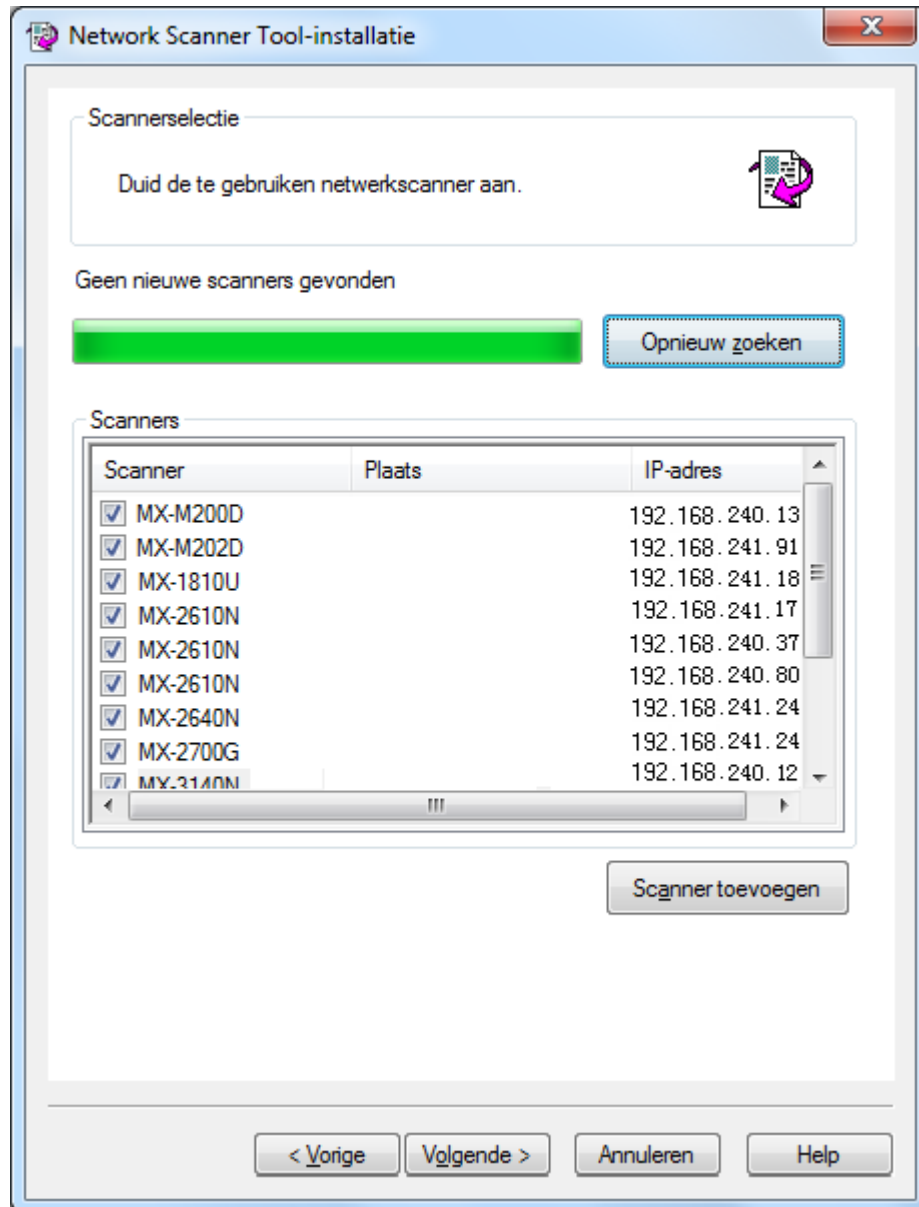 Network Scanner Tool-installatie
Scannerselectie
Duid de te gebruiken netwerkscanner aan.
Geen nieuwe scanners gevonden
Opnieuw zoeken
Scanners
Scanner Plaats IP-adres
MX-M200D 192.168.240.13
MX-M202D 192.168.241.91
MX-1810U 192.168.241.18
MX-2610N 192.168.241.17
MX-2610N 192.168.240.37
MX-2610N 192.168.240.80
MX-2640N 192.168.241.24
MX-2700G 192.168.241.24
MX-3140N 192.168.240.12
Scanner toevoegen
< Vorige Volgende > Annuleren Help